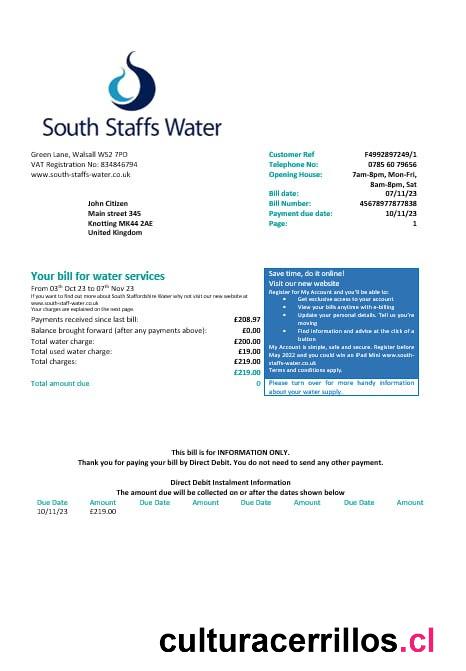 South Staffs Water
Green Lane, Walsall WS2 7PD
VAT Registration No: 834846794
www.south-staffs-water.co.uk
Customer Ref F4992897249/1
Telephone No: 0785 60 79656
Opening House: 7am-8pm, Mon-Fri,
8am-8pm, Sat
Bill date: 07/11/23
Bill Number: 45678977877838
Payment due date: 10/11/23
Page: 1
John Citizen
Main street 345
Knotting MK44 2AE
United Kingdom
Your bill for water services
From 03th Oct 23 to 07th Nov 23
If you want to find out more about South Staffordshire Water why not visit our new website at
www.south-staff-water.co.uk
Your charges are explained on the next page.
Payments received since last bill: £208.97
Balance brought forward (after any payments above): £0.00
Total water charge: £200.00
Total used water charge: £19.00
Total charges: £219.00
£219.00
Total amount due 0
Save time, do it online!
Visit our new website
Register for My Account and you'll be able to:
• Get exclusive access to your account
• View your bills anytime with e-billing
• Update your personal details. Tell us you're
moving
• Find information and advice at the click of a
button
My Account is simple, safe and secure. Register before
May 2022 and you could win an iPad Mini www.south-
staffs-water.co.uk
Terms and conditions apply.
Please turn over for more handy information
about your water supply.
This bill is for INFORMATION ONLY.
Thank you for paying your bill by Direct Debit. You do not need to send any other payment.
Direct Debit Instalment Information
The amount due will be collected on or after the dates shown below
Due Date Amount Due Date Amount Due Date Amount Due Date Amount
10/11/23 £219.00
culturacerrillos.cl